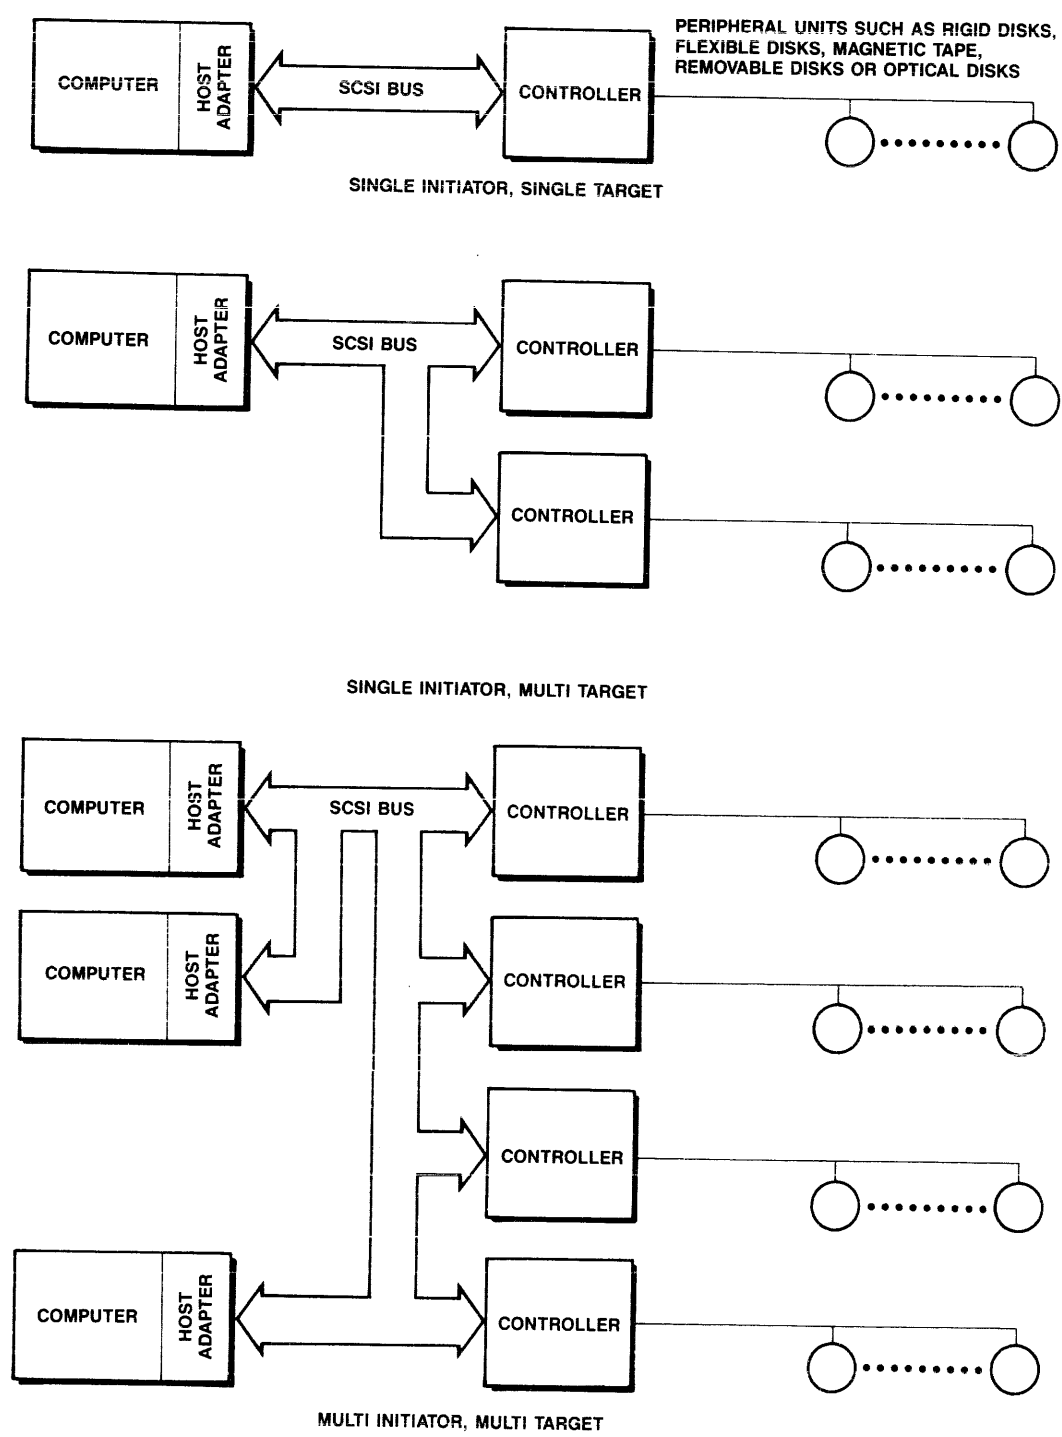 PERIPHERAL UNITS SUCH AS RIGID DISKS,
FLEXIBLE DISKS, MAGNETIC TAPE,
REMOVABLE DISKS OR OPTICAL DISKS
COMPUTER
HOST
ADAPTER
SCSI BUS
CONTROLLER
SINGLE INITIATOR, SINGLE TARGET
COMPUTER
HOST
ADAPTER
SCSI BUS
CONTROLLER
CONTROLLER
SINGLE INITIATOR, MULTI TARGET
COMPUTER
HOST
ADAPTER
SCSI BUS
CONTROLLER
COMPUTER
HOST
ADAPTER
CONTROLLER
CONTROLLER
COMPUTER
HOST
ADAPTER
CONTROLLER
MULTI INITIATOR, MULTI TARGET